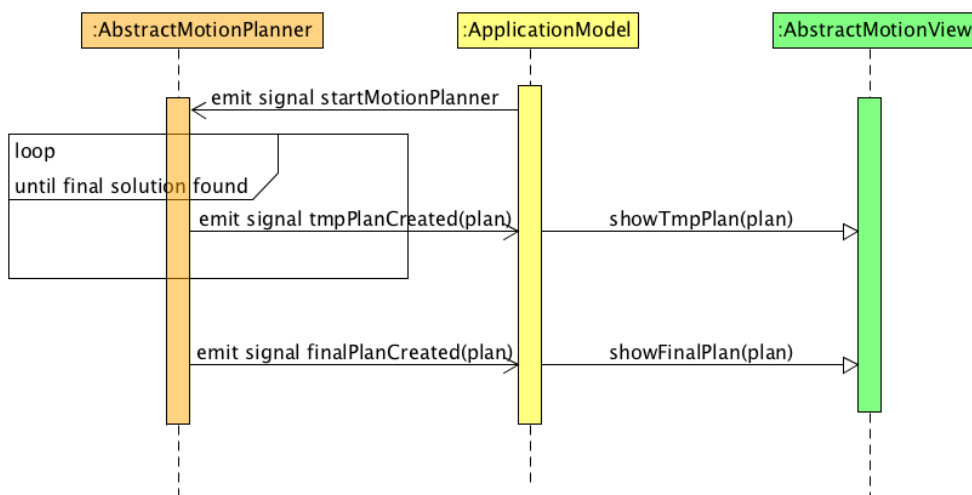 :AbstractMotionPlanner
:ApplicationModel
:AbstractMotionView
emit signal startMotionPlanner
loop
until final solution found
emit signal tmpPlanCreated(plan)
showTmpPlan(plan)
emit signal finalPlanCreated(plan)
showFinalPlan(plan)